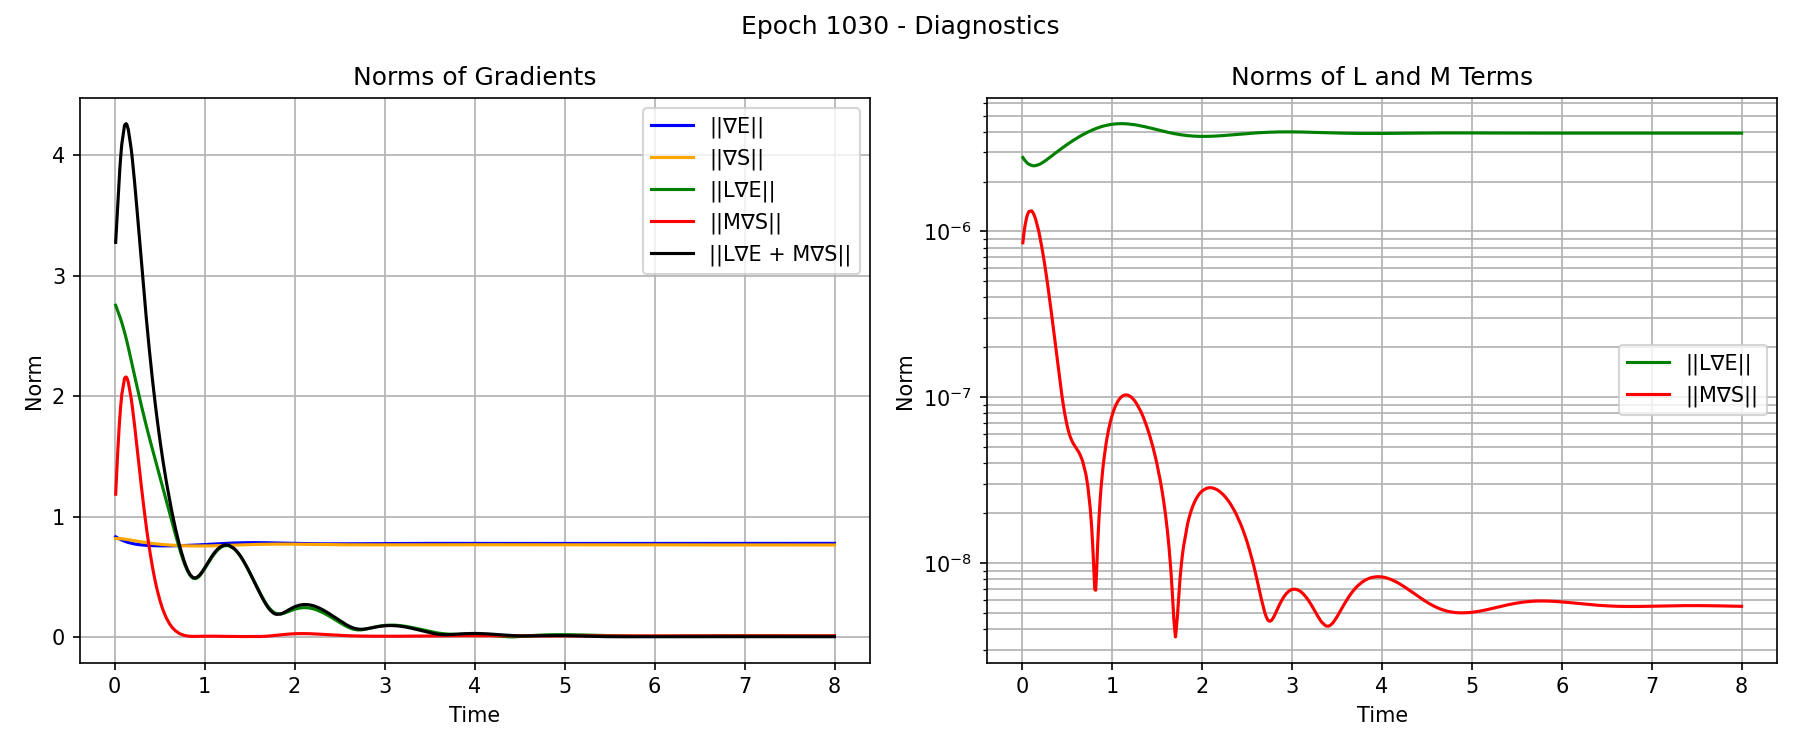 Epoch 1030 - Diagnostics
Norms of Gradients
Norm
4
3
2
1
0
||∇E||
||∇S||
||L∇E||
||M∇S||
||L∇E + M∇S||
0 1 2 3 4 5 6 7 8
Time
Norms of L and M Terms
Norm
10⁻⁶
10⁻⁷
10⁻⁸
||L∇E||
||M∇S||
0 1 2 3 4 5 6 7 8
Time